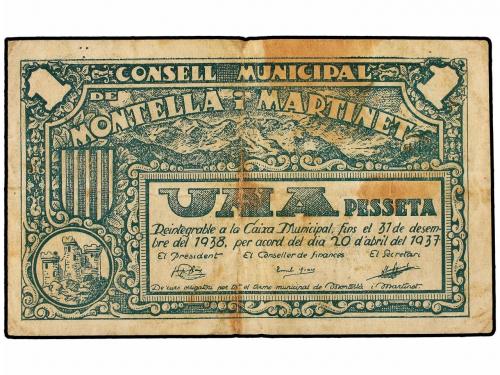 1 1
CONSELL MUNICIPAL
DE
MONTELLÀ i MARTINET
UNA PESSETA
Reintegrable a la Caixa Municipal, fins el 31 de desem-
bre del 1938, per acord del dia 20 d'abril del 1937
El President El Conseller de finances El Secretari
De curs obligatori per tot el terme municipal de Montellà i Martinet